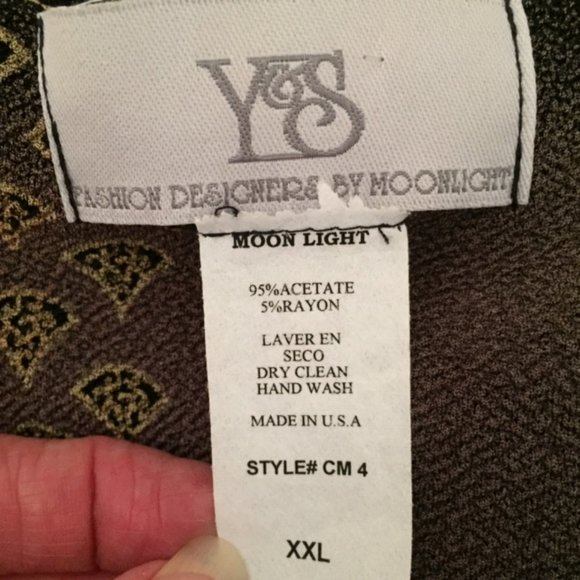 Y&S
FASHION DESIGNERS BY MOONLIGHT
MOON LIGHT
95%ACETATE
5%RAYON
LAVER EN
SECO
DRY CLEAN
HAND WASH
MADE IN U.S.A
STYLE# CM 4
XXL